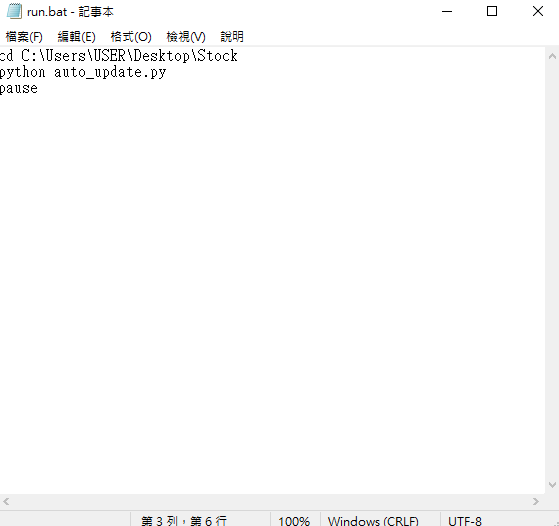 run.bat - 記事本
檔案(F) 編輯(E) 格式(O) 檢視(V) 說明
cd C:\Users\USER\Desktop\Stock
python auto_update.py
pause
第 3 列，第 6 行 100% Windows (CRLF) UTF-8